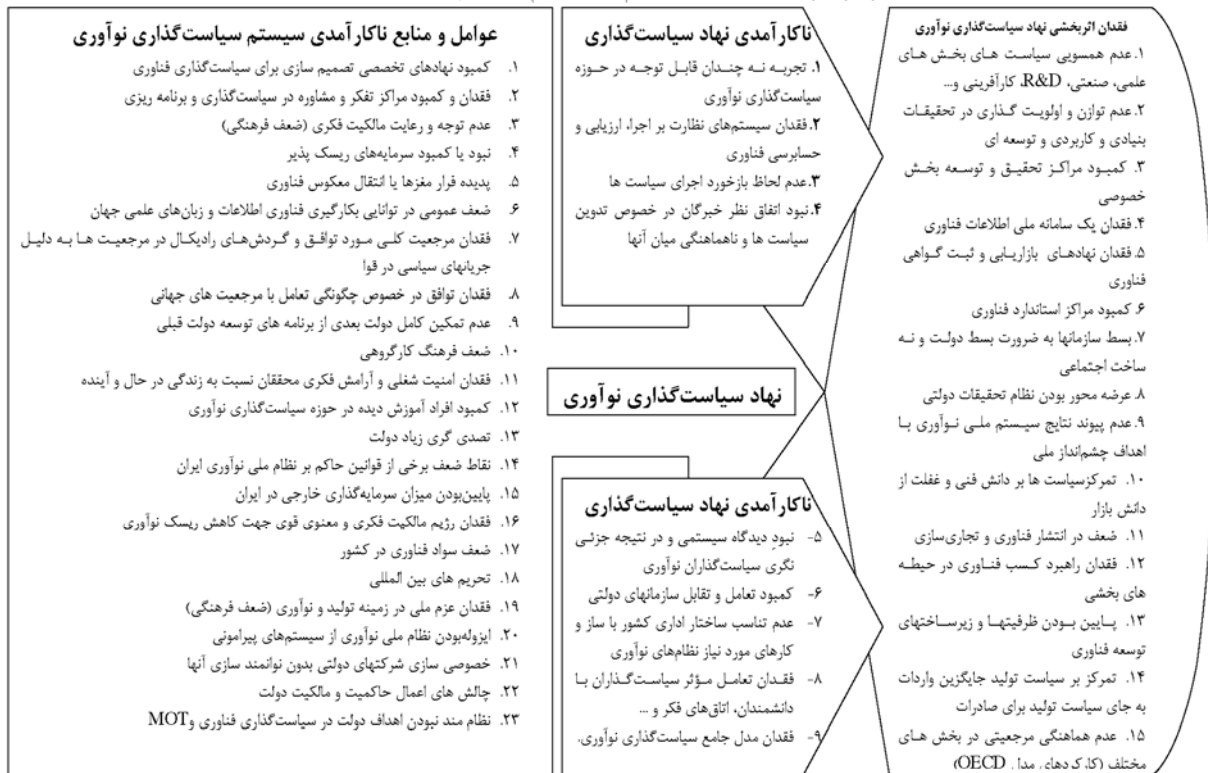 فقدان اثربخشی نهاد سیاست‌گذاری نوآوری
۱.عدم همسویی سیاست های بخش های
علمی، صنعتی، R&D، کارآفرینی و...
۲.عدم توازن و اولویت گذاری در تحقیقات
بنیادی و کاربردی و توسعه ای
۳. کمبود مراکز تحقیق و توسعه بخش
خصوصی
۴.فقدان یک سامانه ملی اطلاعات فناوری
۵.فقدان نهادهای بازاریابی و ثبت گواهی
فناوری
۶.کمبود مراکز استاندارد فناوری
۷.بسط سازمانها به ضرورت بسط دولت و نه
ساخت اجتماعی
۸.عرضه محور بودن نظام تحقیقات دولتی
۹.عدم پیوند نتایج سیستم ملی نوآوری با
اهداف چشم‌انداز ملی
۱۰. تمرکزسیاست ها بر دانش فنی و غفلت از
دانش بازار
۱۱. ضعف در انتشار فناوری و تجاری‌سازی
۱۲. فقدان راهبرد کسب فناوری در حیطه
های بخشی
۱۳. پایین بودن ظرفیتها و زیرساختهای
توسعه فناوری
۱۴. تمرکز بر سیاست تولید جایگزین واردات
به جای سیاست تولید برای صادرات
۱۵. عدم هماهنگی مرجعیتی در بخش های
مختلف (کارکردهای مدل OECD)
ناکارآمدی نهاد سیاست‌گذاری
۱.تجربه نه چندان قابل توجه در حوزه
سیاست‌گذاری نوآوری
۲.فقدان سیستم‌های نظارت بر اجرا، ارزیابی و
حسابرسی فناوری
۳.عدم لحاظ بازخورد اجرای سیاست ها
۴.نبود اتفاق نظر خبرگان در خصوص تدوین
سیاست ها و ناهماهنگی میان آنها
نهاد سیاست‌گذاری نوآوری
ناکارآمدی نهاد سیاست‌گذاری
۵- نبودِ دیدگاه سیستمی و در نتیجه جزئی
نگری سیاست‌گذاران نوآوری
۶- کمبود تعامل و تقابل سازمانهای دولتی
۷- عدم تناسب ساختار اداری کشور با ساز و
کارهای مورد نیاز نظام‌های نوآوری
۸- فقدان تعامل مؤثر سیاست‌گذاران با
دانشمندان، اتاق‌های فکر و ...
۹- فقدان مدل جامع سیاست‌گذاری نوآوری.
عوامل و منابع ناکارآمدی سیستم سیاست‌گذاری نوآوری
۱. کمبود نهادهای تخصصی تصمیم سازی برای سیاست‌گذاری فناوری
۲. فقدان و کمبود مراکز تفکر و مشاوره در سیاست‌گذاری و برنامه ریزی
۳. عدم توجه و رعایت مالکیت فکری (ضعف فرهنگی)
۴. نبود یا کمبود سرمایه‌های ریسک پذیر
۵. پدیده فرار مغزها یا انتقال معکوس فناوری
۶. ضعف عمومی در توانایی بکارگیری فناوری اطلاعات و زبان‌های علمی جهان
۷. فقدان مرجعیت کلی مورد توافق و گردش‌های رادیکال در مرجعیت ها به دلیل
جریانهای سیاسی در قوا
۸. فقدان توافق در خصوص چگونگی تعامل با مرجعیت های جهانی
۹. عدم تمکین کامل دولت بعدی از برنامه های توسعه دولت قبلی
۱۰. ضعف فرهنگ کارگروهی
۱۱. فقدان امنیت شغلی و آرامش فکری محققان نسبت به زندگی در حال و آینده
۱۲. کمبود افراد آموزش دیده در حوزه سیاست‌گذاری نوآوری
۱۳. تصدی گری زیاد دولت
۱۴. نقاط ضعف برخی از قوانین حاکم بر نظام ملی نوآوری ایران
۱۵. پایین‌بودن میزان سرمایه‌گذاری خارجی در ایران
۱۶. فقدان رژیم مالکیت فکری و معنوی قوی جهت کاهش ریسک نوآوری
۱۷. ضعف سواد فناوری در کشور
۱۸. تحریم های بین المللی
۱۹. فقدان عزم ملی در زمینه تولید و نوآوری (ضعف فرهنگی)
۲۰. ایزوله‌بودن نظام ملی نوآوری از سیستم‌های پیرامونی
۲۱. خصوصی سازی شرکتهای دولتی بدون توانمند سازی آنها
۲۲. چالش های اعمال حاکمیت و مالکیت دولت
۲۳. نظام مند نبودن اهداف دولت در سیاست‌گذاری فناوری وMOT